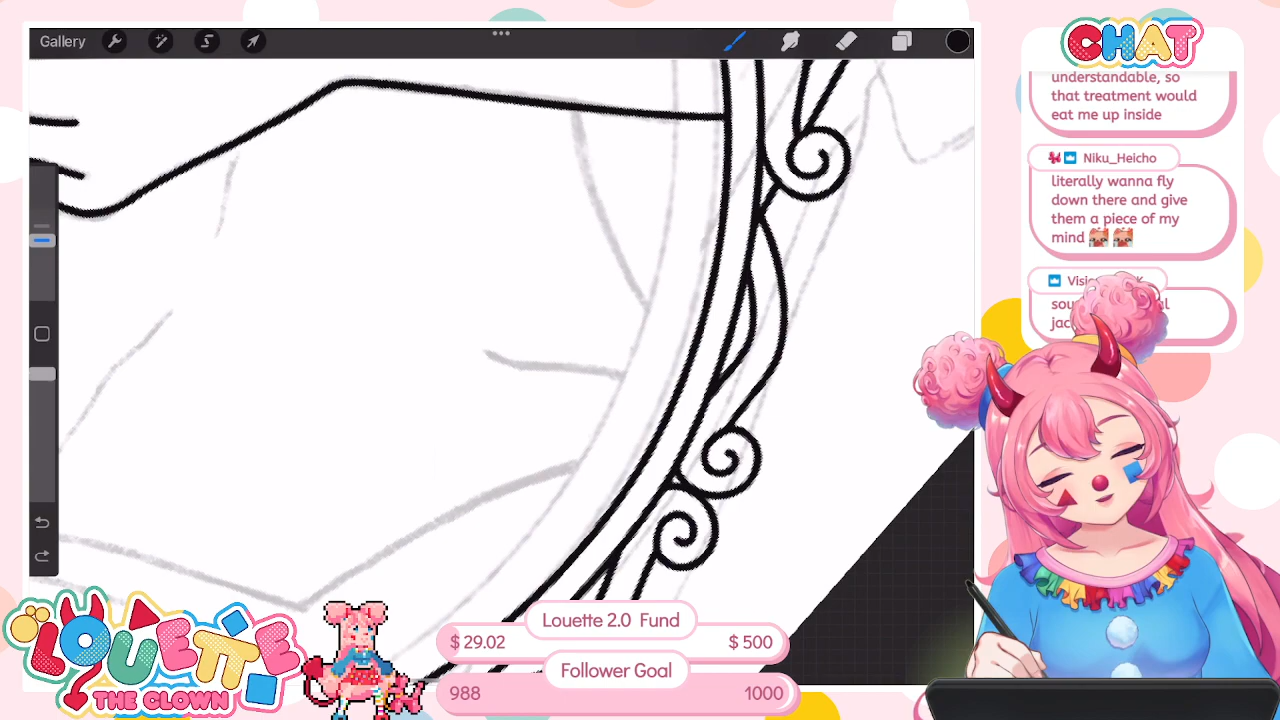 Gallery
CHAT
understandable, so
that treatment would
eat me up inside
Niku_Heicho
literally wanna fly
down there and give
them a piece of my
mind
LOUETTE
THE CLOWN
Louette 2.0 Fund
$ 29.02
$ 500
Follower Goal
988
1000